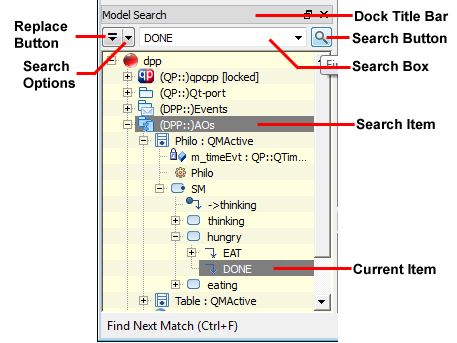 Model Search
Dock Title Bar
Replace
Button
DONE
Search Button
Search
Options
Search Box
Fi
dpp
(QP::)qpcpp [locked]
(QP::)Qt-port
(DPP::)Events
(DPP::)AOs
Search Item
Philo : QMActive
m_timeEvt : QP::QTim...
Philo
SM
->thinking
thinking
hungry
EAT
DONE
Current Item
eating
Table : QMActive
Find Next Match (Ctrl+F)